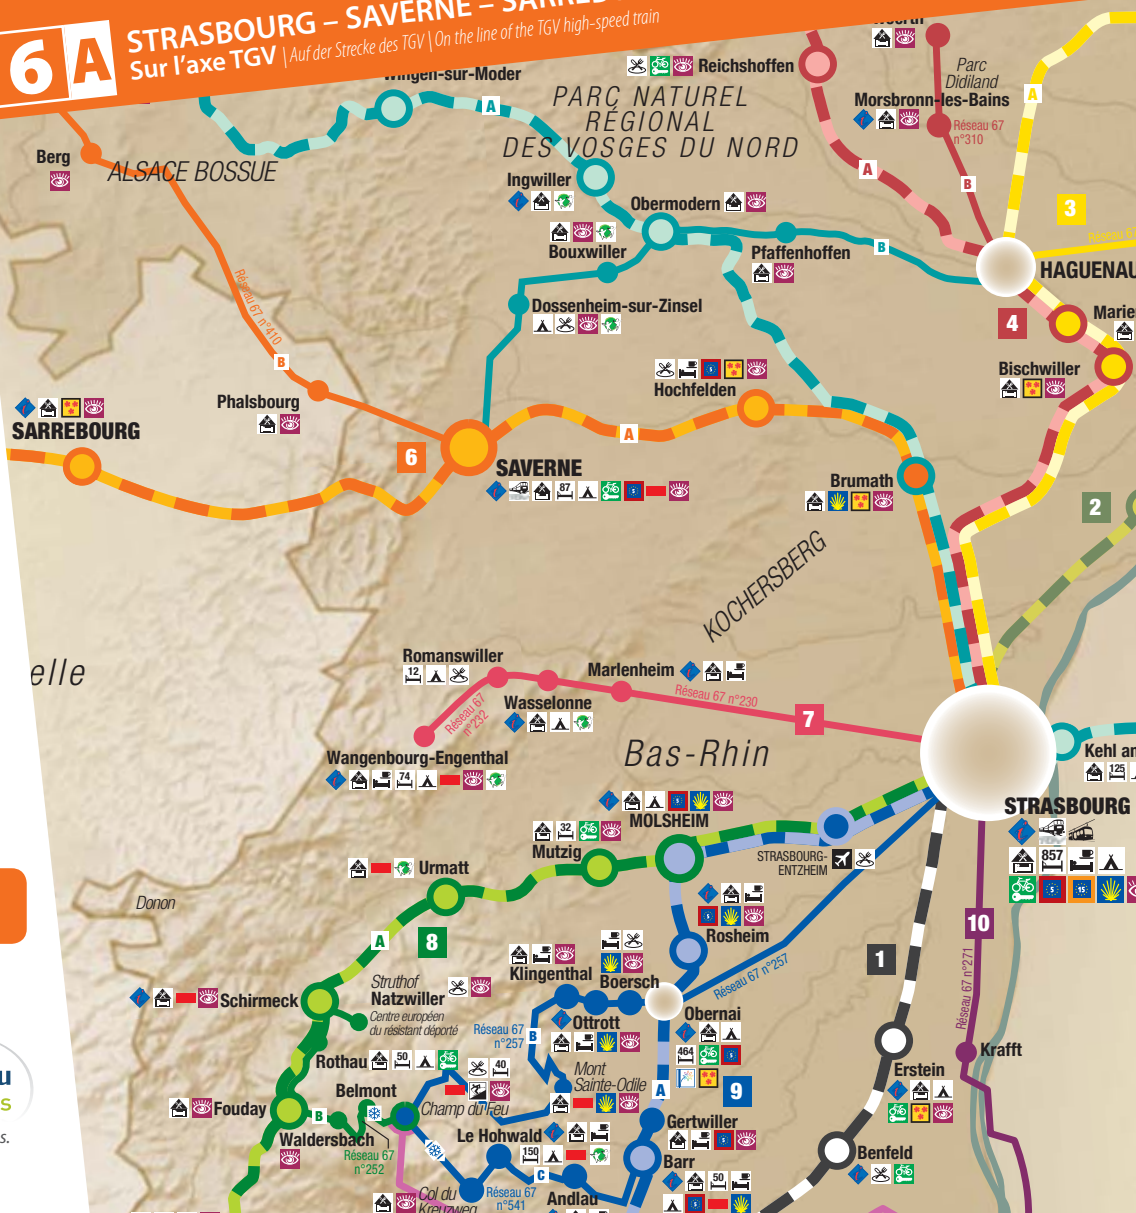 6 A
STRASBOURG – SAVERNE –
Sur l'axe TGV | Auf der Strecke des TGV | On the line of the TGV high-speed train
Wingen-sur-Moder
A
Reichshoffen
PARC NATUREL
RÉGIONAL
DES VOSGES DU NORD
Parc
Didiland
Morsbronn-les-Bains
Réseau 67
n°310
A
A
B
3
Berg
ALSACE BOSSUE
Ingwiller
Obermodern
Bouxwiller
Pfaffenhoffen
B
HAGUENAU
Réseau 67 n°410
Dossenheim-sur-Zinsel
4
Bischwiller
B
Phalsbourg
Hochfelden
SARREBOURG
6
A
SAVERNE
87
Brumath
2
KOCHERSBERG
elle
Romanswiller
12
Marlenheim
Réseau 67 n°230
Réseau 67
n°232
Wasselonne
7
Wangenbourg-Engenthal
74
Bas-Rhin
Kehl
125
STRASBOURG
857
15
MOLSHEIM
Mutzig
32
STRASBOURG-
ENTZHEIM
Urmatt
Donon
A
8
Rosheim
10
1
Klingenthal
Boersch
Réseau 67 n°257
Réseau 67 n°271
Struthof
Natzwiller
Centre européen
du résistant déporté
Schirmeck
Ottrott
Obernai
464
Réseau 67
n°257
B
Krafft
Rothau
50
40
Mont
Sainte-Odile
Erstein
Belmont
Champ du Feu
A
9
Fouday
B
Waldersbach
Réseau 67
n°252
Le Hohwald
150
Gertwiller
Barr
50
Benfeld
C
Col du
Kreuzweg
Réseau 67
n°541
Andlau
u
s
s.